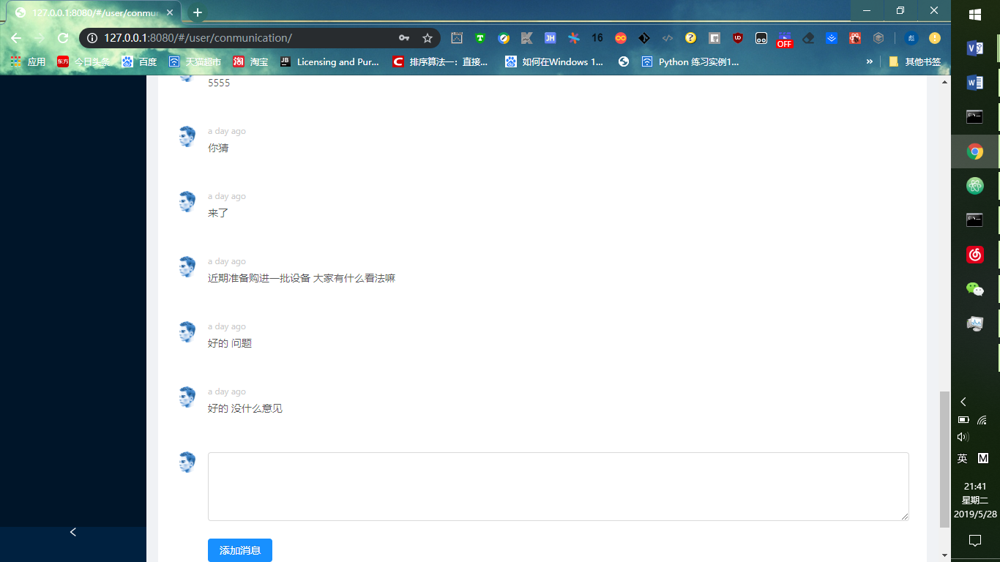 127.0.0.1:8080/#/user/conmun
127.0.0.1:8080/#/user/conmunication/
16
OFF
应用
今日头条
百度
天猫超市
淘宝
Licensing and Pur...
排序算法一：直接...
如何在Windows 1...
Python 练习实例1...
»
其他书签
5555
a day ago
你猜
a day ago
来了
a day ago
近期准备购进一批设备 大家有什么看法嘛
a day ago
好的 问题
a day ago
好的 没什么意见
添加消息
英 M
21:41
星期二
2019/5/28